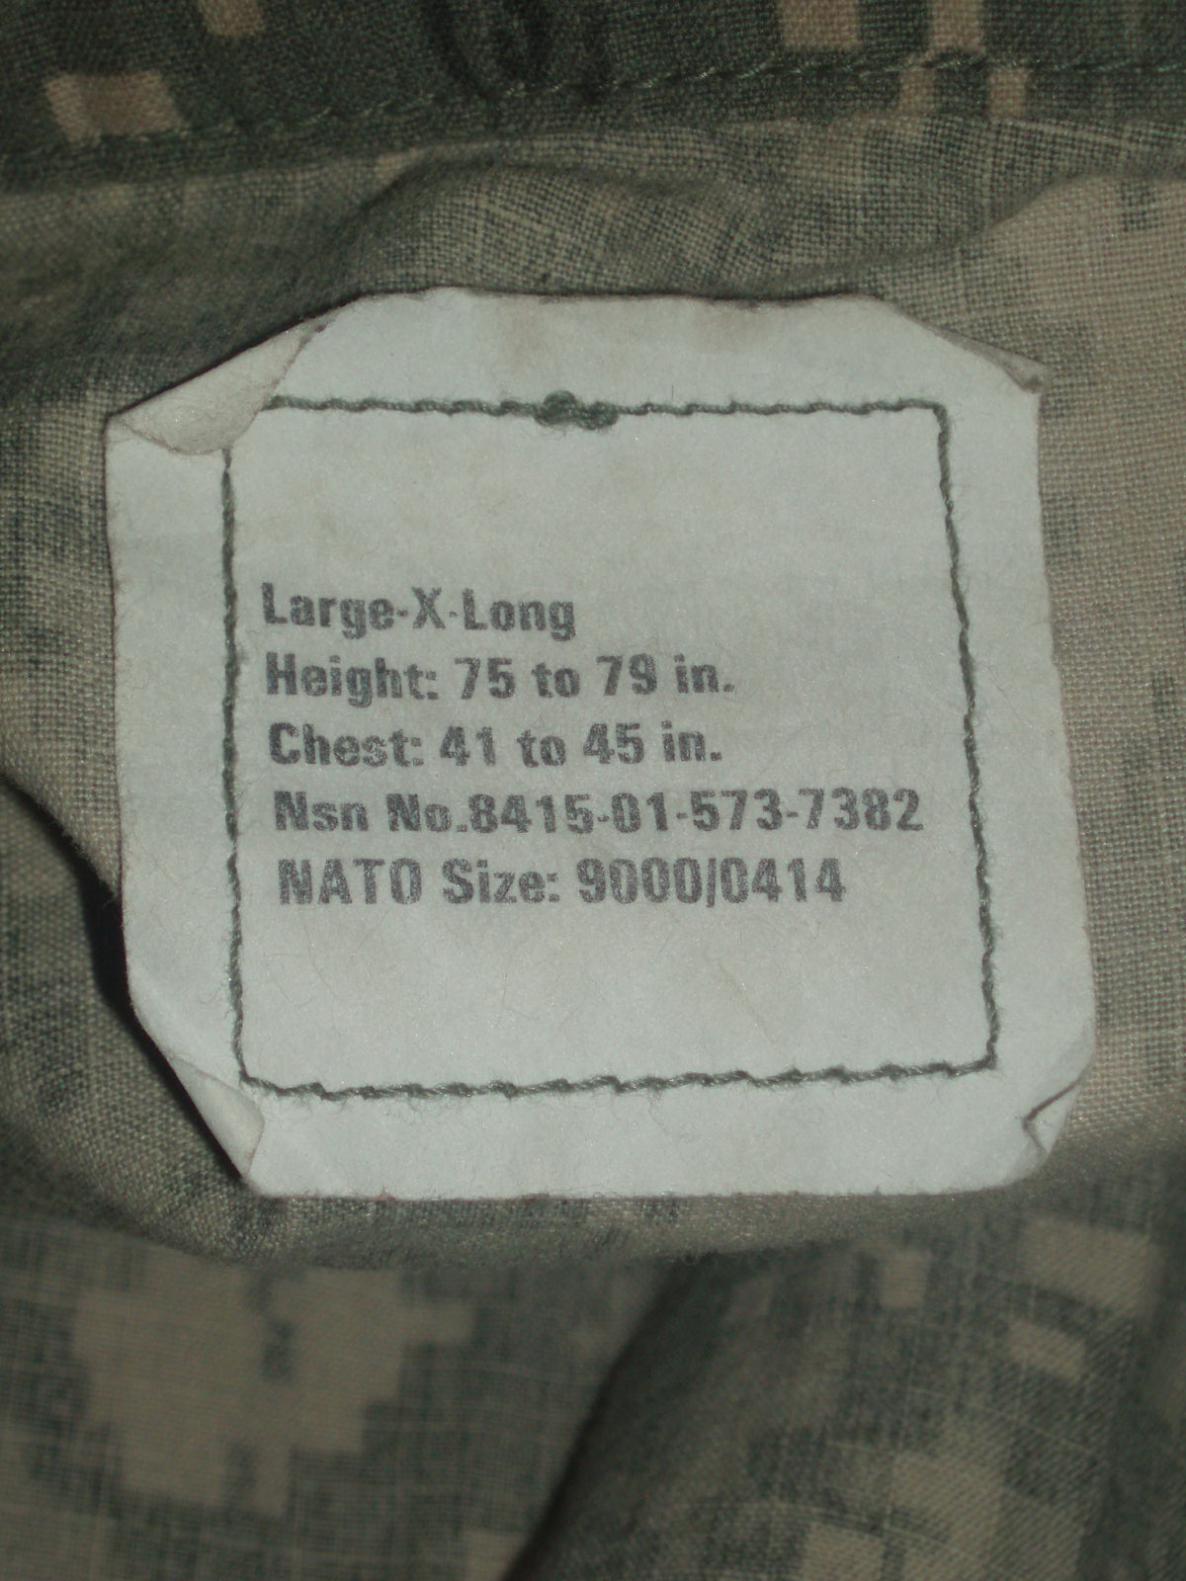 Large-X-Long
Height: 75 to 79 in.
Chest: 41 to 45 in.
Nsn No.8415-01-573-7382
NATO Size: 9000/0414